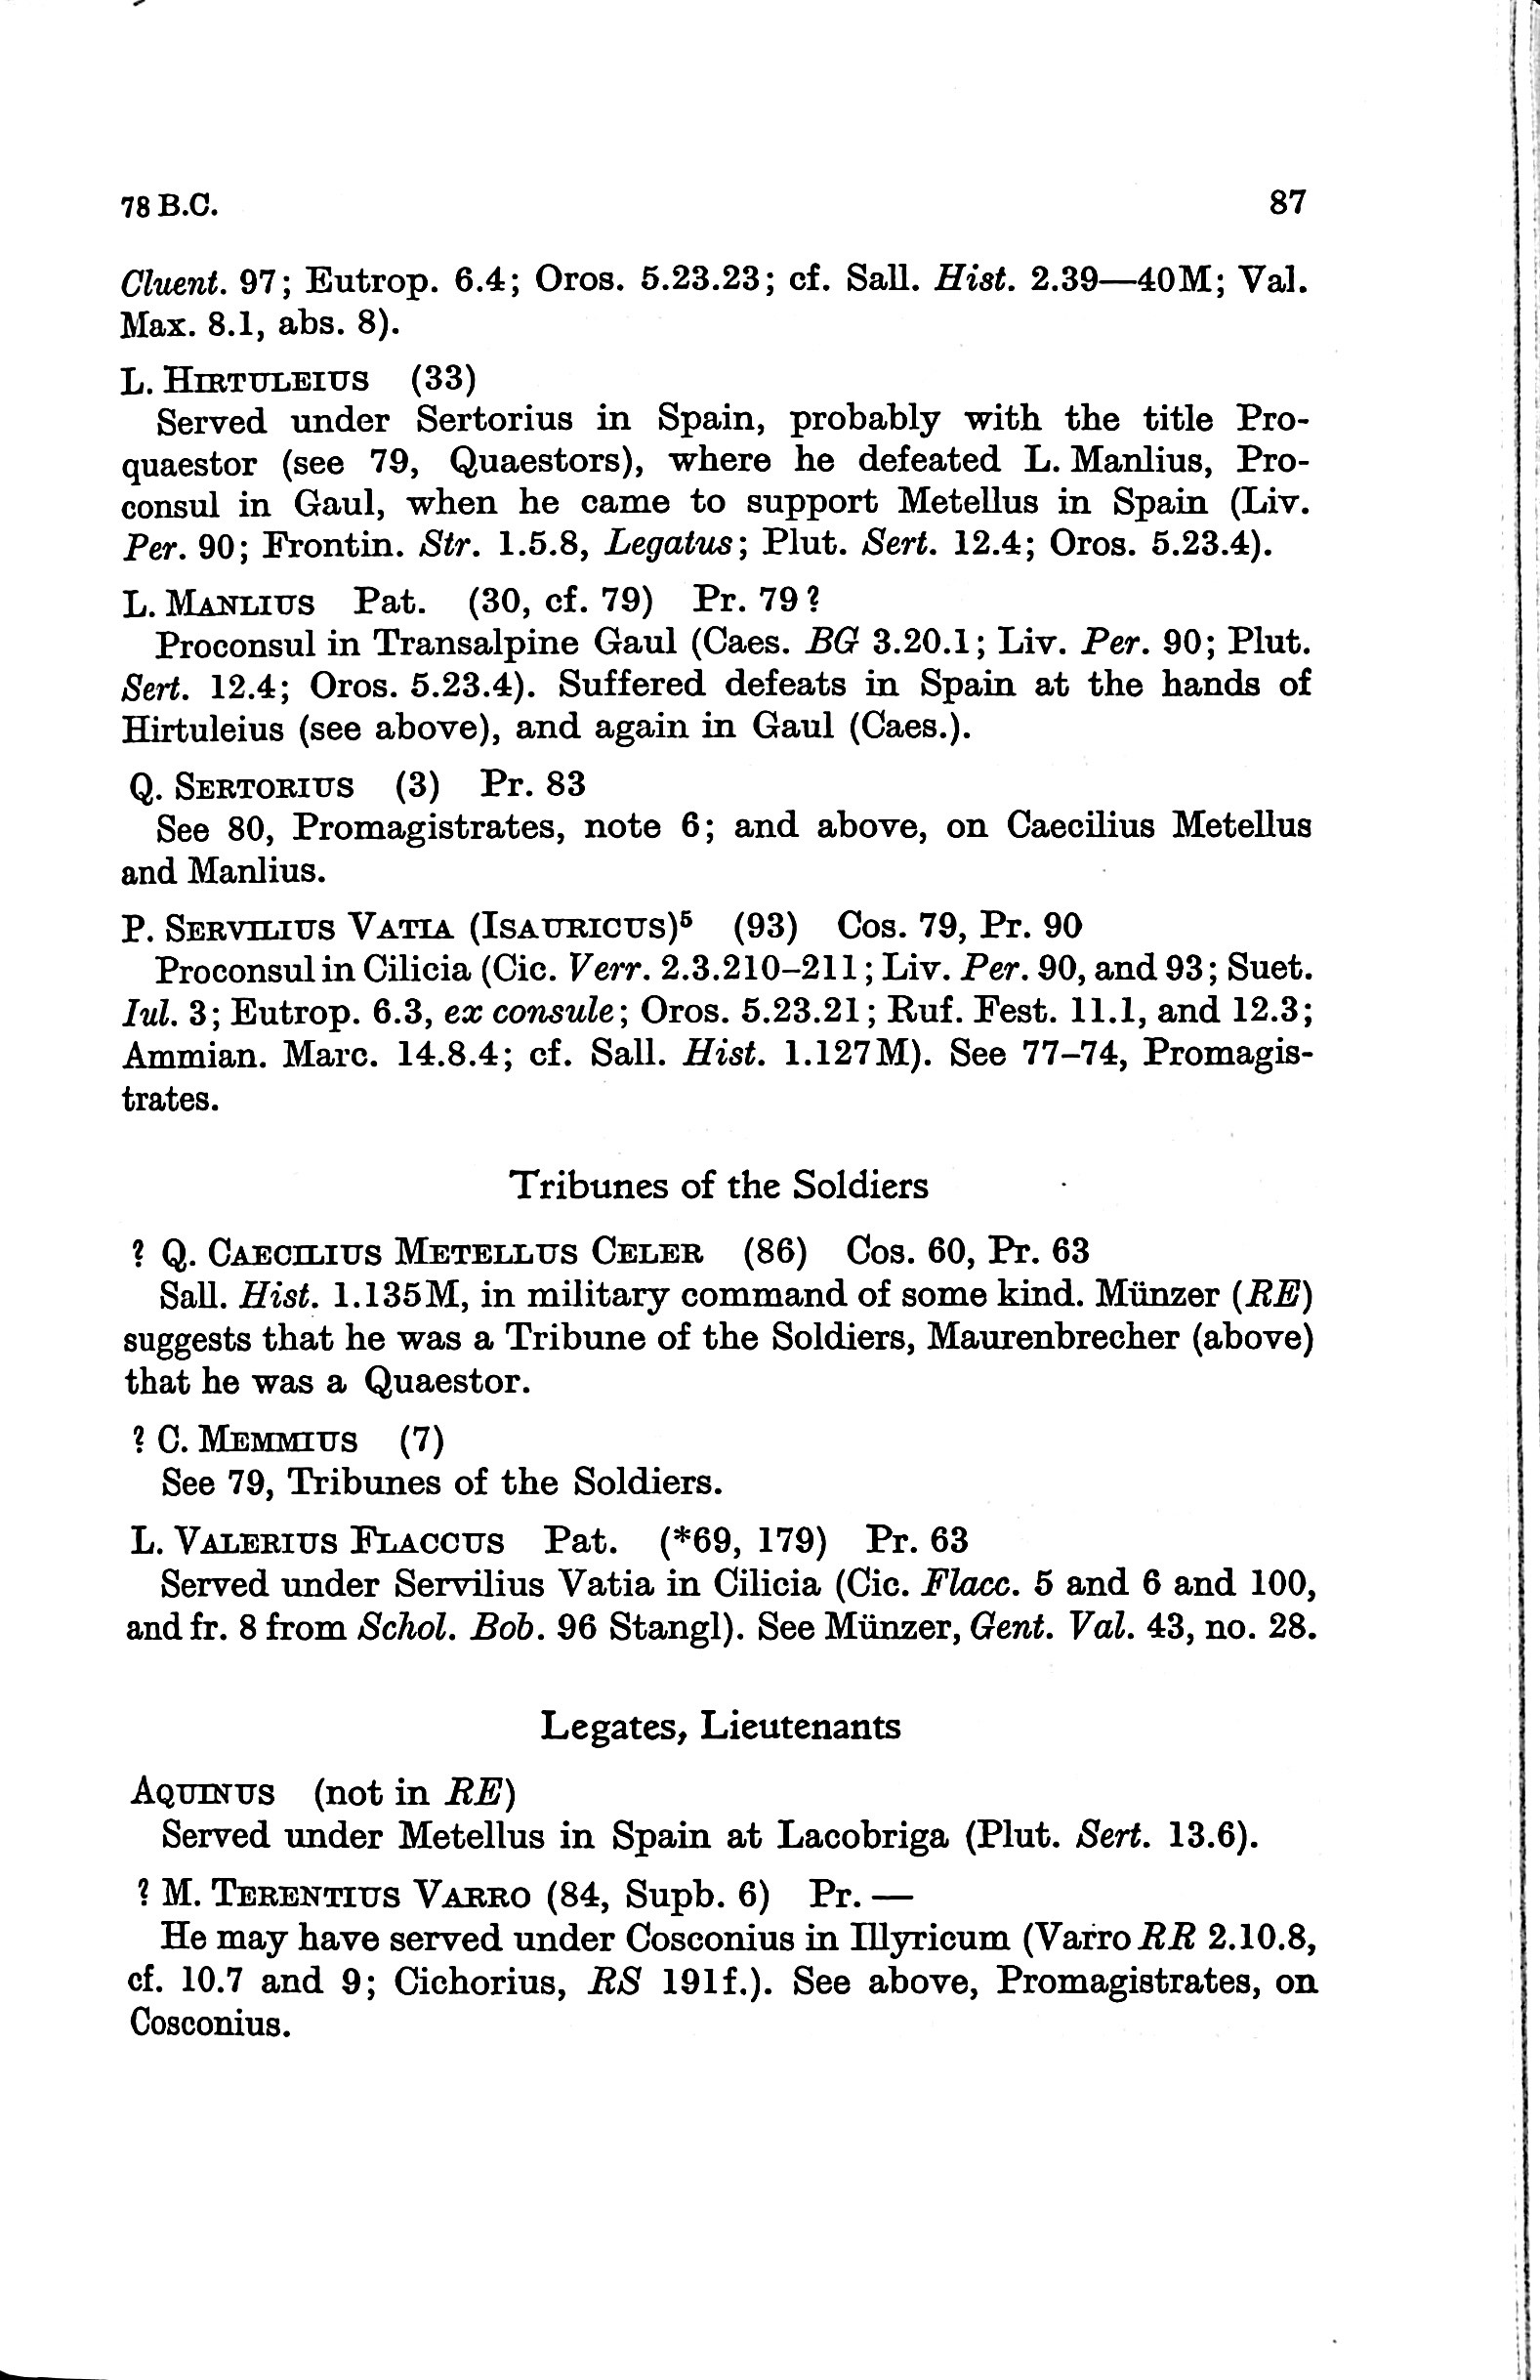 78 B.C. 87
Cluent. 97; Eutrop. 6.4; Oros. 5.23.23; cf. Sall. Hist. 2.39—40M; Val.
Max. 8.1, abs. 8).
L. HIRTULEIUS (33)
Served under Sertorius in Spain, probably with the title Pro-
quaestor (see 79, Quaestors), where he defeated L. Manlius, Pro-
consul in Gaul, when he came to support Metellus in Spain (Liv.
Per. 90; Frontin. Str. 1.5.8, Legatus; Plut. Sert. 12.4; Oros. 5.23.4).
L. MANLIUS Pat. (30, cf. 79) Pr. 79?
Proconsul in Transalpine Gaul (Caes. BG 3.20.1; Liv. Per. 90; Plut.
Sert. 12.4; Oros. 5.23.4). Suffered defeats in Spain at the hands of
Hirtuleius (see above), and again in Gaul (Caes.).
Q. SERTORIUS (3) Pr. 83
See 80, Promagistrates, note 6; and above, on Caecilius Metellus
and Manlius.
P. SERVILIUS VATIA (ISAURICUS)⁵ (93) Cos. 79, Pr. 90
Proconsul in Cilicia (Cic. Verr. 2.3.210–211; Liv. Per. 90, and 93; Suet.
Iul. 3; Eutrop. 6.3, ex consule; Oros. 5.23.21; Ruf. Fest. 11.1, and 12.3;
Ammian. Marc. 14.8.4; cf. Sall. Hist. 1.127M). See 77–74, Promagis-
trates.
Tribunes of the Soldiers
? Q. CAECILIUS METELLUS CELER (86) Cos. 60, Pr. 63
Sall. Hist. 1.135M, in military command of some kind. Münzer (RE)
suggests that he was a Tribune of the Soldiers, Maurenbrecher (above)
that he was a Quaestor.
? C. MEMMIUS (7)
See 79, Tribunes of the Soldiers.
L. VALERIUS FLACCUS Pat. (*69, 179) Pr. 63
Served under Servilius Vatia in Cilicia (Cic. Flacc. 5 and 6 and 100,
and fr. 8 from Schol. Bob. 96 Stangl). See Münzer, Gent. Val. 43, no. 28.
Legates, Lieutenants
AQUINUS (not in RE)
Served under Metellus in Spain at Lacobriga (Plut. Sert. 13.6).
? M. TERENTIUS VARRO (84, Supb. 6) Pr. —
He may have served under Cosconius in Illyricum (Varro RR 2.10.8,
cf. 10.7 and 9; Cichorius, RS 191f.). See above, Promagistrates, on
Cosconius.